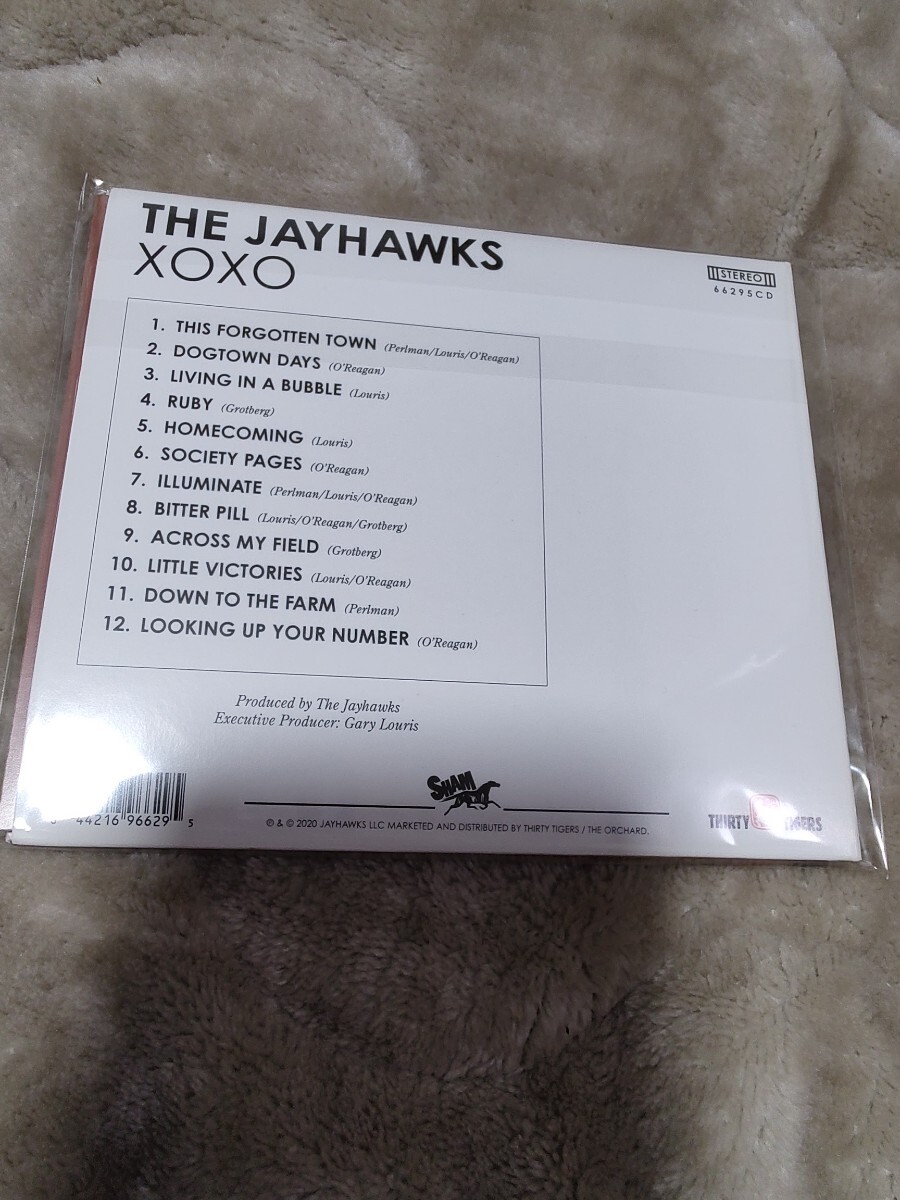 THE JAYHAWKS
XOXO
STEREO
66295CD
1. THIS FORGOTTEN TOWN (Perlman/Louris/O'Reagan)
2. DOGTOWN DAYS (O'Reagan)
3. LIVING IN A BUBBLE (Louris)
4. RUBY (Grotberg)
5. HOMECOMING (Louris)
6. SOCIETY PAGES (O'Reagan)
7. ILLUMINATE (Perlman/Louris/O'Reagan)
8. BITTER PILL (Louris/O'Reagan/Grotberg)
9. ACROSS MY FIELD (Grotberg)
10. LITTLE VICTORIES (Louris/O'Reagan)
11. DOWN TO THE FARM (Perlman)
12. LOOKING UP YOUR NUMBER (O'Reagan)
Produced by The Jayhawks
Executive Producer: Gary Louris
SHAM
44216 96629 5
℗ & © 2020 JAYHAWKS LLC MARKETED AND DISTRIBUTED BY THIRTY TIGERS / THE ORCHARD.
THIRTY TIGERS